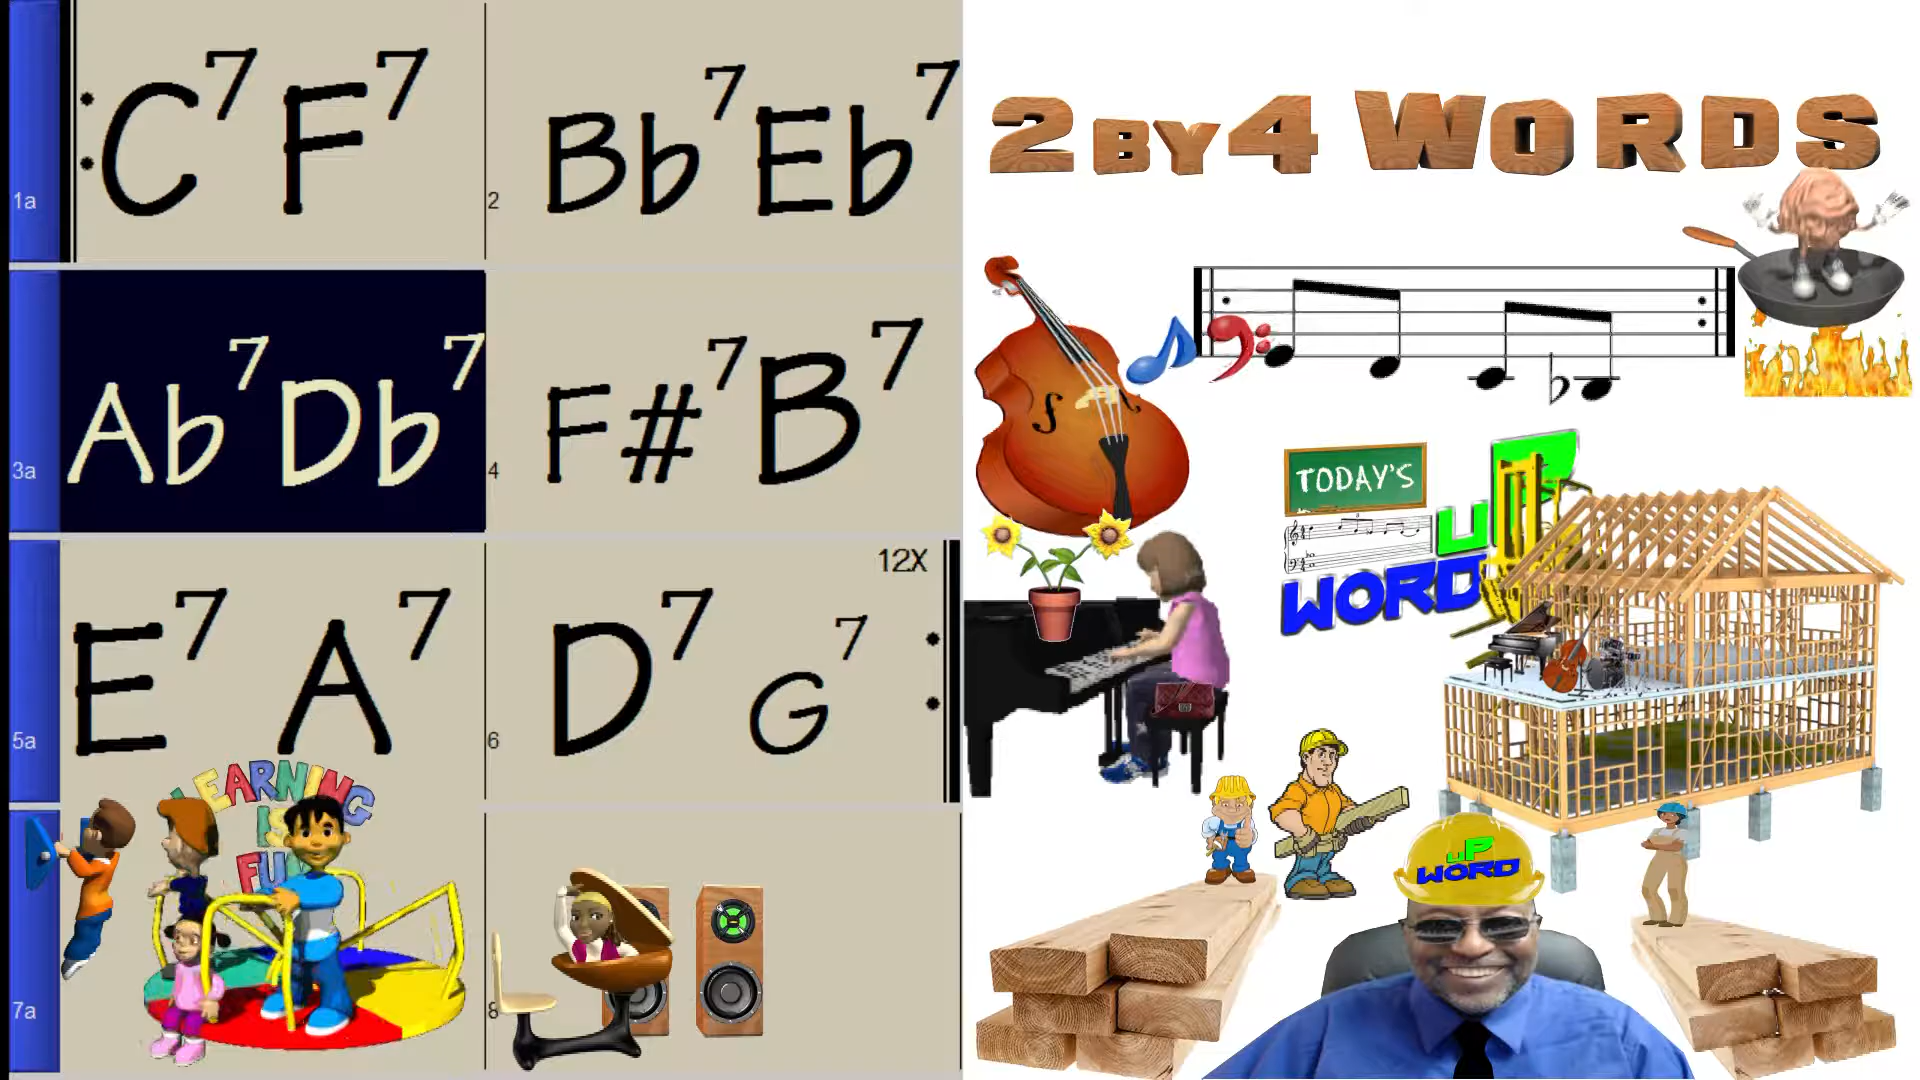 C7 F7
Bb7 Eb7
1a
2
Ab7 Db7
F#7 B7
3a
4
12X
E7 A7
D7 G7
5a
6
LEARNING
IS
FUN
7a
8
2 BY 4 WORDS
TODAY'S
UP
WORD
UP
WORD